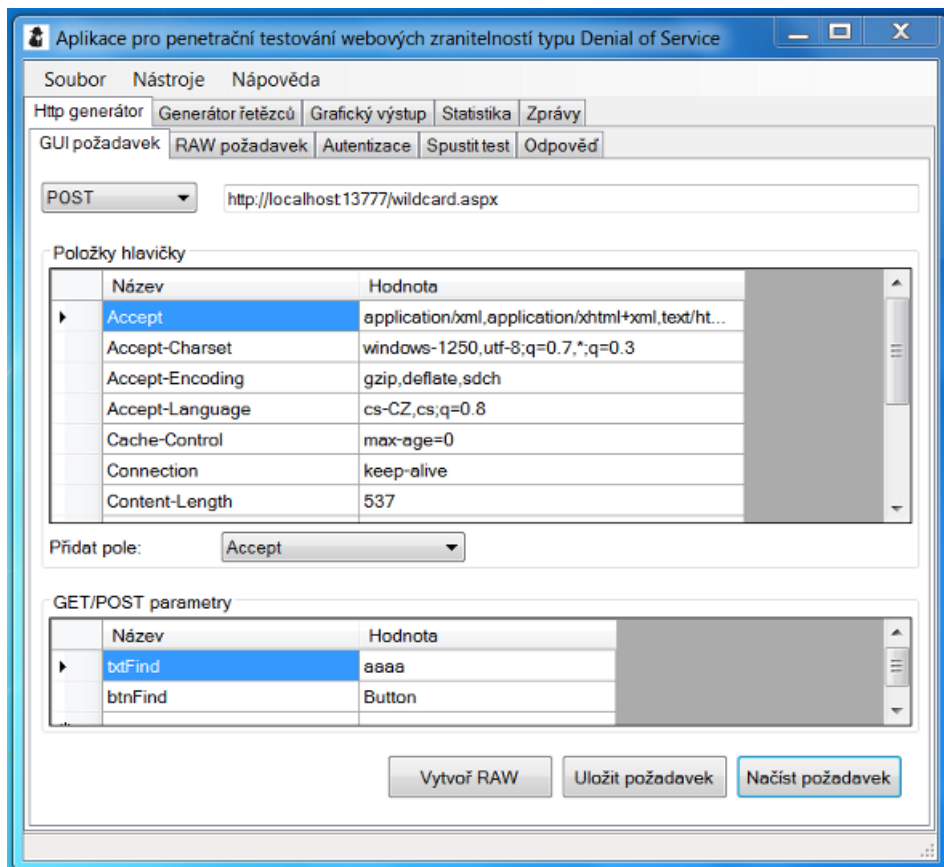 Aplikace pro penetrační testování webových zranitelností typu Denial of Service
Soubor Nástroje Nápověda
Http generátor Generátor řetězců Grafický výstup Statistika Zprávy
GUI požadavek RAW požadavek Autentizace Spustit test Odpověď
POST http://localhost:13777/wildcard.aspx
Položky hlavičky
Název Hodnota
Accept application/xml,application/xhtml+xml,text/ht...
Accept-Charset windows-1250,utf-8;q=0.7,*;q=0.3
Accept-Encoding gzip,deflate,sdch
Accept-Language cs-CZ,cs;q=0.8
Cache-Control max-age=0
Connection keep-alive
Content-Length 537
Přidat pole: Accept
GET/POST parametry
Název Hodnota
txtFind aaaa
btnFind Button
Vytvoř RAW Uložit požadavek Načíst požadavek